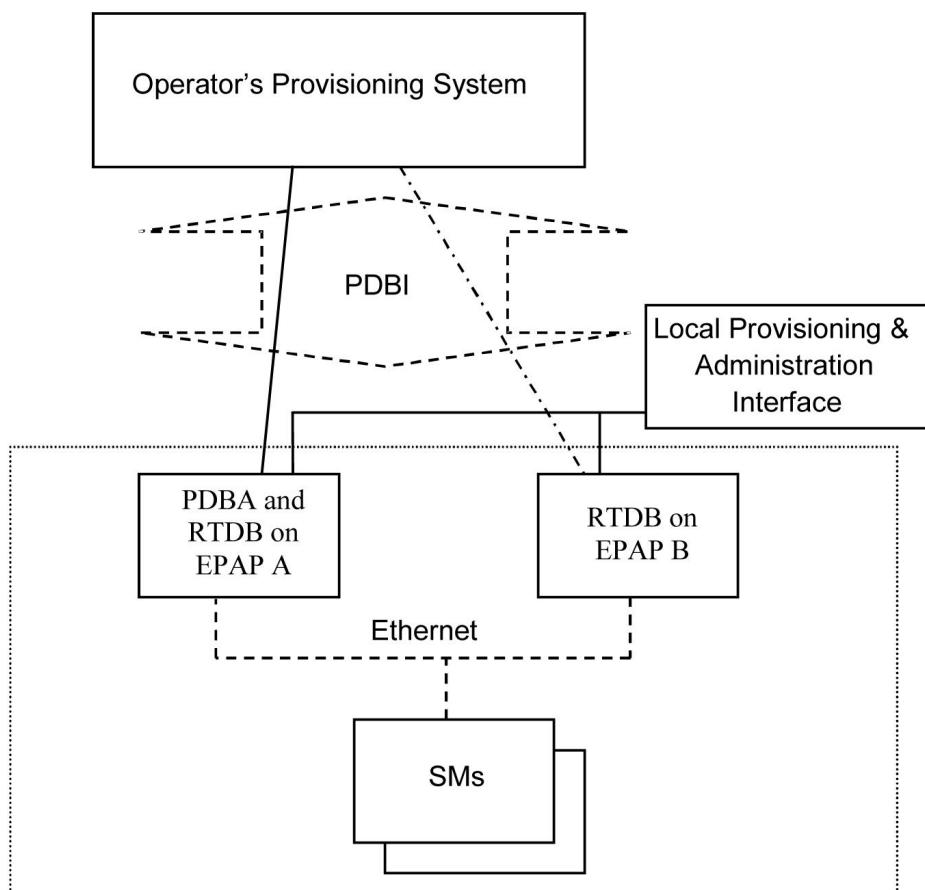 Operator’s Provisioning System
PDBI
Local Provisioning &
Administration
Interface
PDBA and
RTDB on
EPAP A
RTDB on
EPAP B
Ethernet
SMs